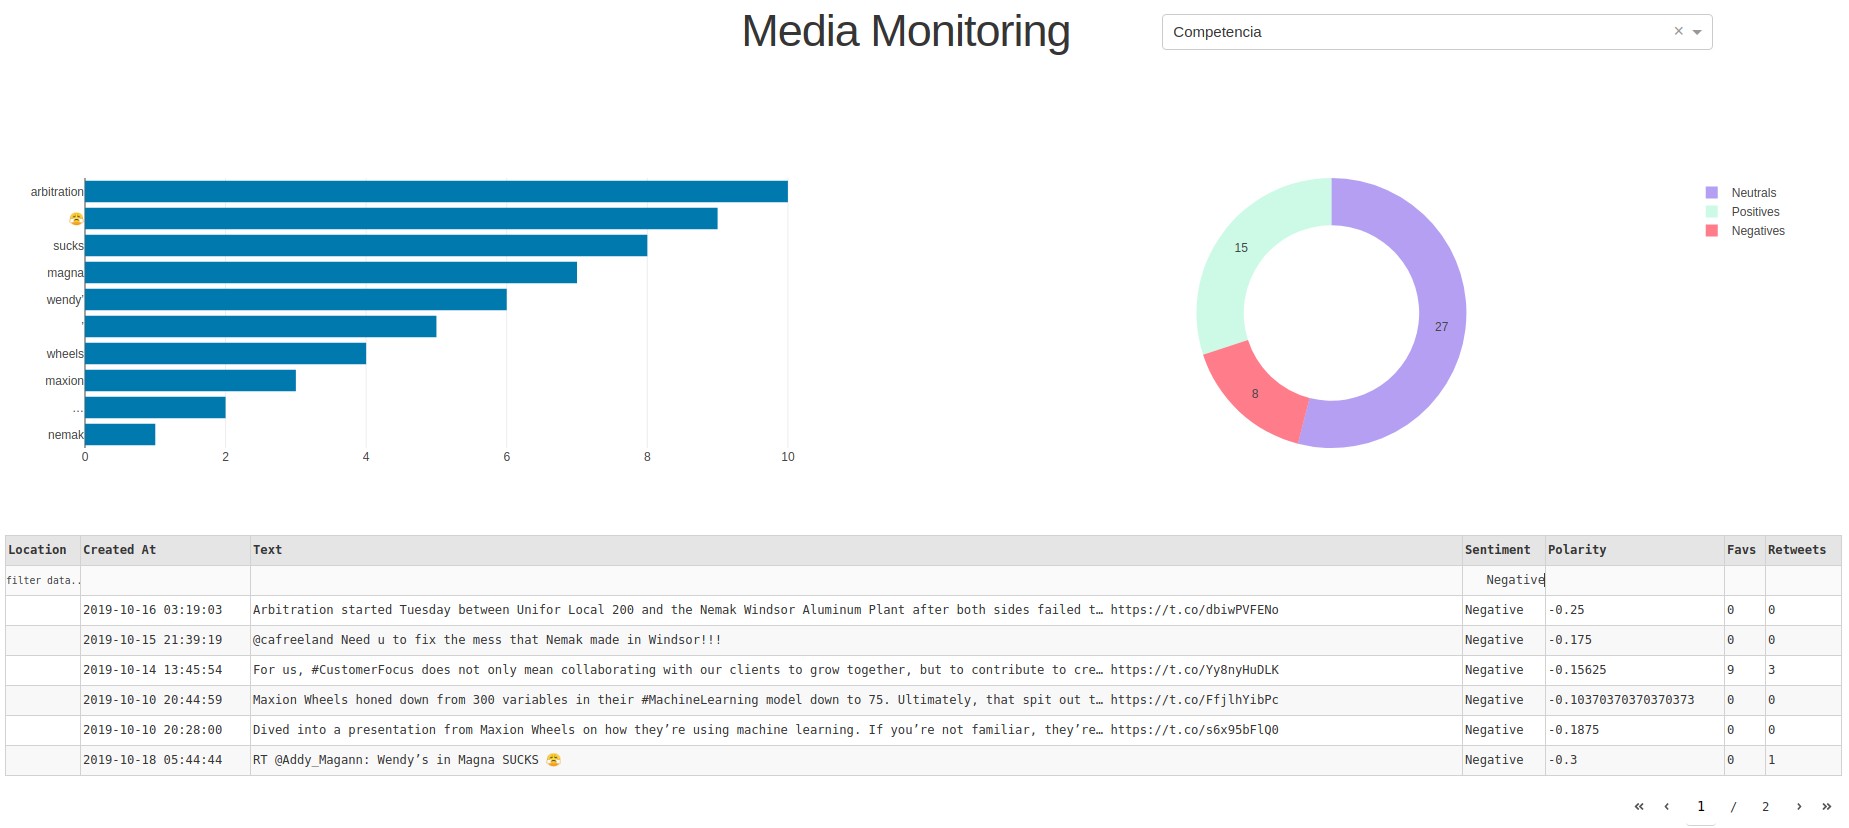 Media Monitoring
Competencia × 
arbitration
😤
sucks
magna
wendy'
'
wheels
maxion
…
nemak
0 2 4 6 8 10
15
27
8
Neutrals
Positives
Negatives
Location Created At Text Sentiment Polarity Favs Retweets
filter data.. Negative
2019-10-16 03:19:03 Arbitration started Tuesday between Unifor Local 200 and the Nemak Windsor Aluminum Plant after both sides failed t… https://t.co/dbiwPVFENo Negative -0.25 0 0
2019-10-15 21:39:19 @cafreeland Need u to fix the mess that Nemak made in Windsor!!! Negative -0.175 0 0
2019-10-14 13:45:54 For us, #CustomerFocus does not only mean collaborating with our clients to grow together, but to contribute to cre… https://t.co/Yy8nyHuDLK Negative -0.15625 9 3
2019-10-10 20:44:59 Maxion Wheels honed down from 300 variables in their #MachineLearning model down to 75. Ultimately, that spit out t… https://t.co/FfjlhYibPc Negative -0.10370370370370373 0 0
2019-10-10 20:28:00 Dived into a presentation from Maxion Wheels on how they’re using machine learning. If you’re not familiar, they’re… https://t.co/s6x95bFlQ0 Negative -0.1875 0 0
2019-10-18 05:44:44 RT @Addy_Magann: Wendy’s in Magna SUCKS 😤 Negative -0.3 0 1
« ‹ 1 / 2 › »